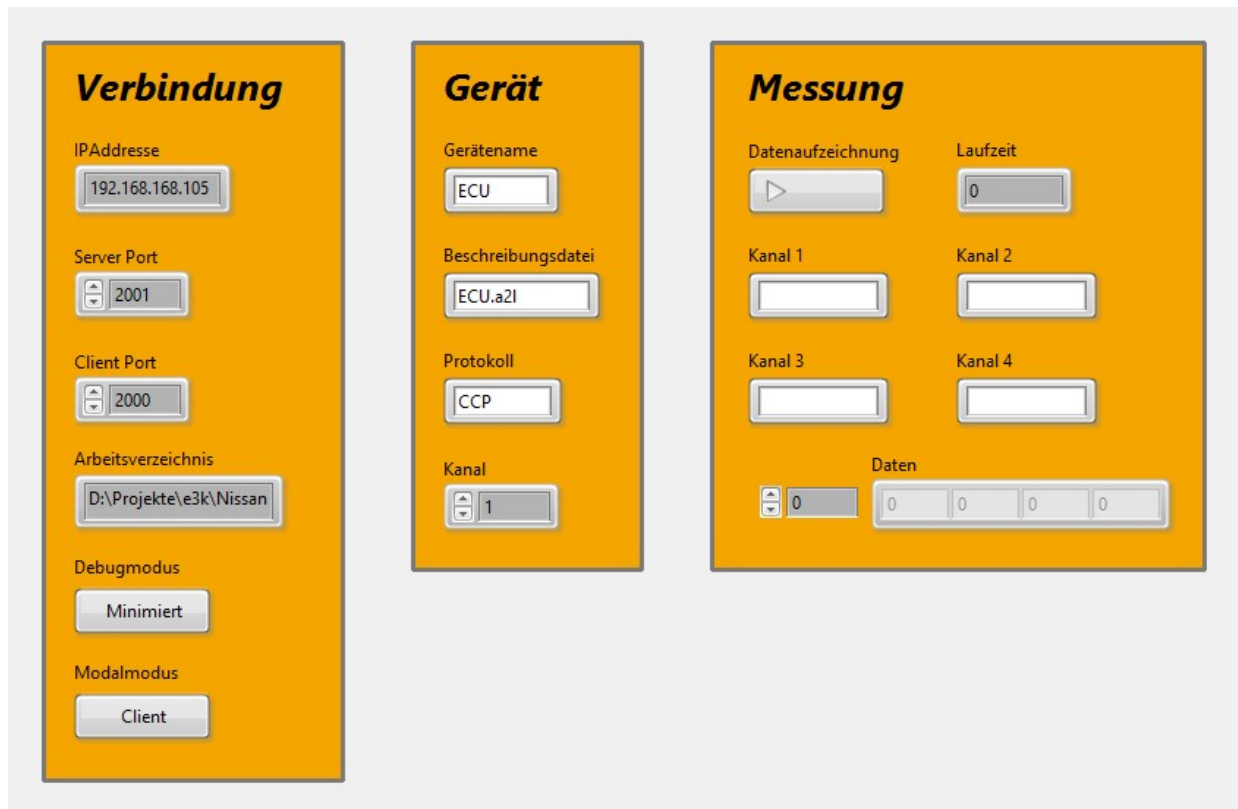 Verbindung
IPAddresse
192.168.168.105
Server Port
2001
Client Port
2000
Arbeitsverzeichnis
D:\Projekte\e3k\Nissan
Debugmodus
Minimiert
Modalmodus
Client
Gerät
Gerätename
ECU
Beschreibungsdatei
ECU.a2l
Protokoll
CCP
Kanal
1
Messung
Datenaufzeichnung Laufzeit
0
Kanal 1 Kanal 2
Kanal 3 Kanal 4
Daten
0 0 0 0 0